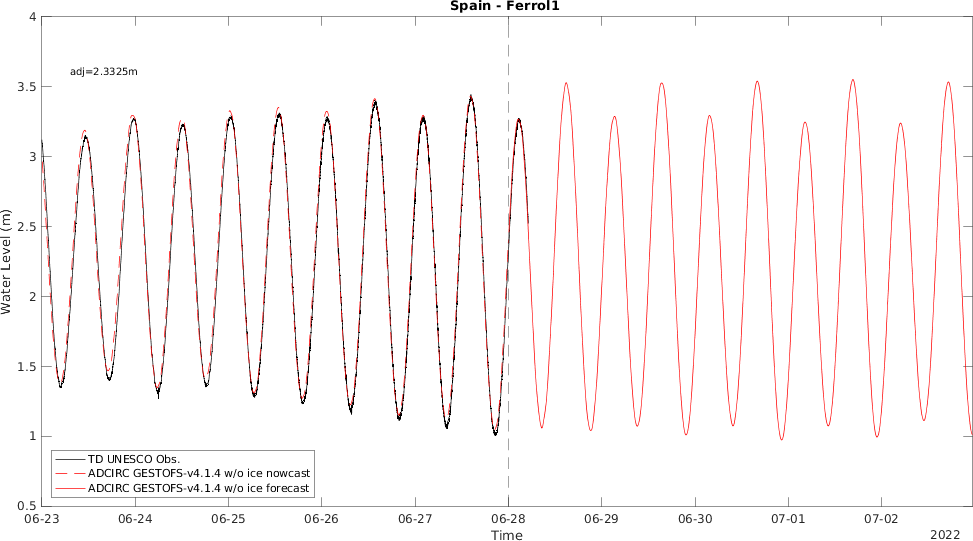 Spain - Ferrol1
adj=2.3325m
4
3.5
3
2.5
2
1.5
1
0.5
Water Level (m)
TD UNESCO Obs.
ADCIRC GESTOFS-v4.1.4 w/o ice nowcast
ADCIRC GESTOFS-v4.1.4 w/o ice forecast
06-23 06-24 06-25 06-26 06-27 06-28 06-29 06-30 07-01 07-02
Time
2022